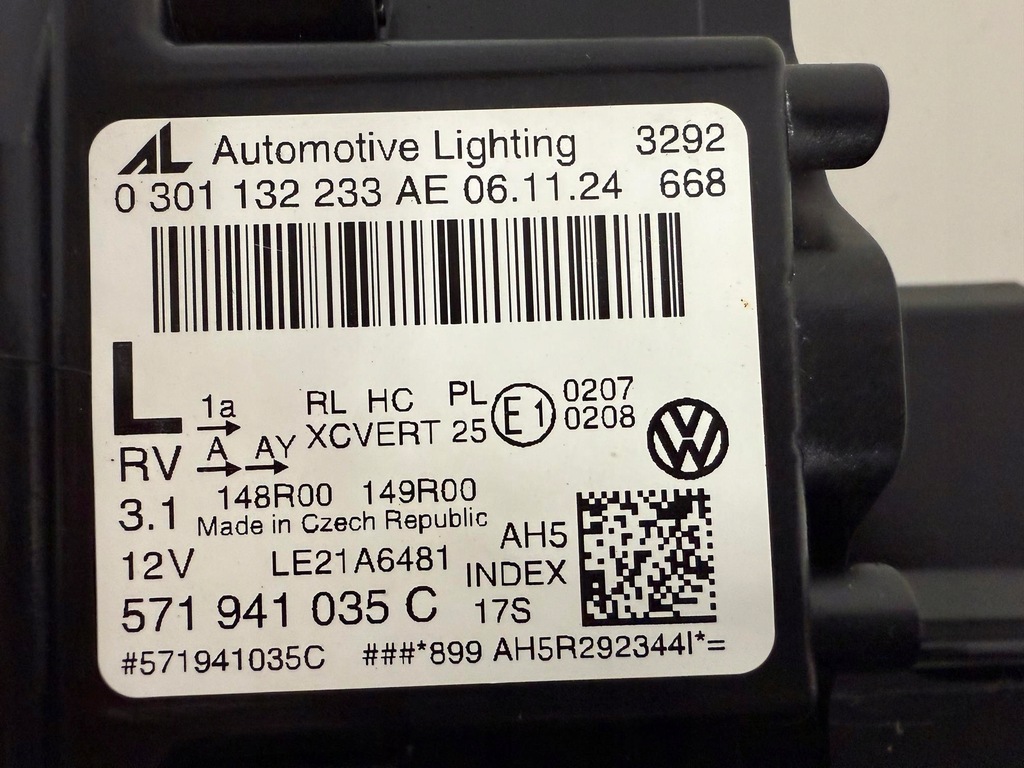 AL Automotive Lighting 3292
0 301 132 233 AE 06.11.24 668
L 1a RL HC PL E1 0207
XCVERT 25 0208
RV A AY
3.1 148R00 149R00
Made in Czech Republic
12V LE21A6481 AH5
INDEX
571 941 035 C 17S
#571941035C ###*899 AH5R292344I*=
VW